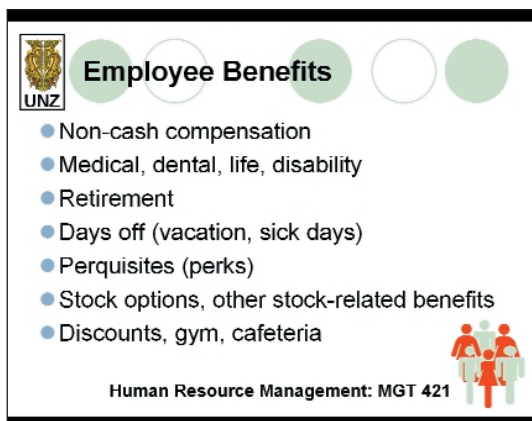 UNZ
Employee Benefits
Non-cash compensation
Medical, dental, life, disability
Retirement
Days off (vacation, sick days)
Perquisites (perks)
Stock options, other stock-related benefits
Discounts, gym, cafeteria
Human Resource Management: MGT 421